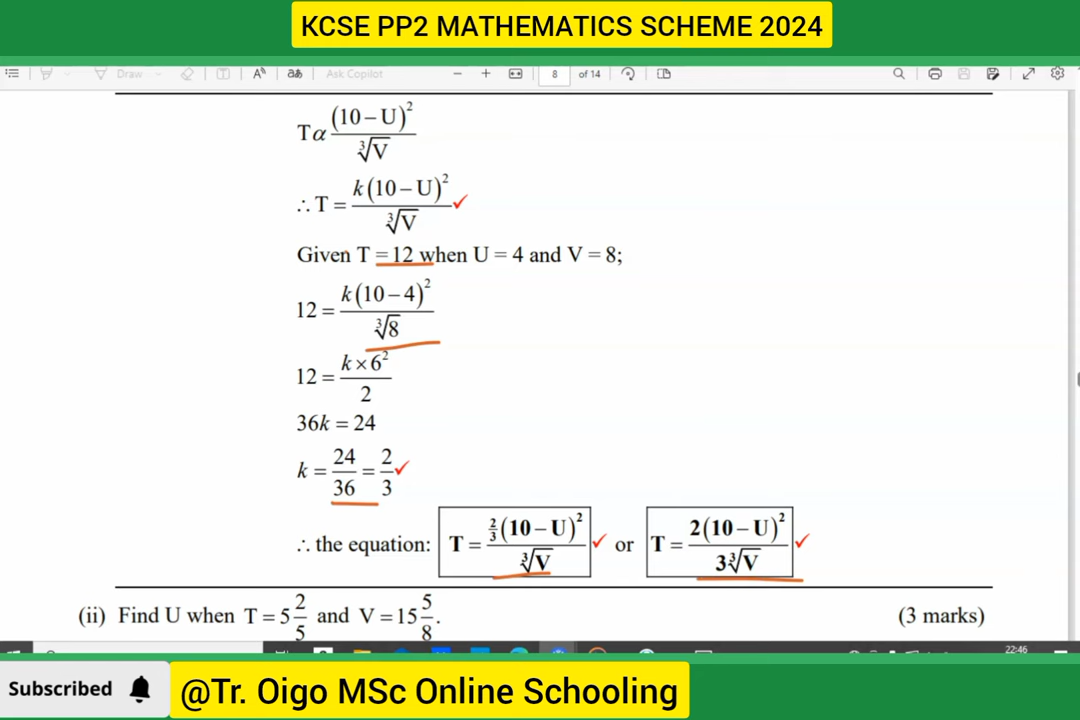 KCSE PP2 MATHEMATICS SCHEME 2024
Draw Ask Copilot 8 of 14
T α (10 – U)² / ∛V
∴ T = k(10 – U)² / ∛V ✓
Given T = 12 when U = 4 and V = 8;
12 = k(10 – 4)² / ∛8
12 = k × 6² / 2
36k = 24
k = 24/36 = 2/3 ✓
∴ the equation: T = ⅔(10 – U)² / ∛V ✓ or T = 2(10 – U)² / 3∛V ✓
(ii) Find U when T = 5 2/5 and V = 15 5/8. (3 marks)
22:46
Subscribed @Tr. Oigo MSc Online Schooling